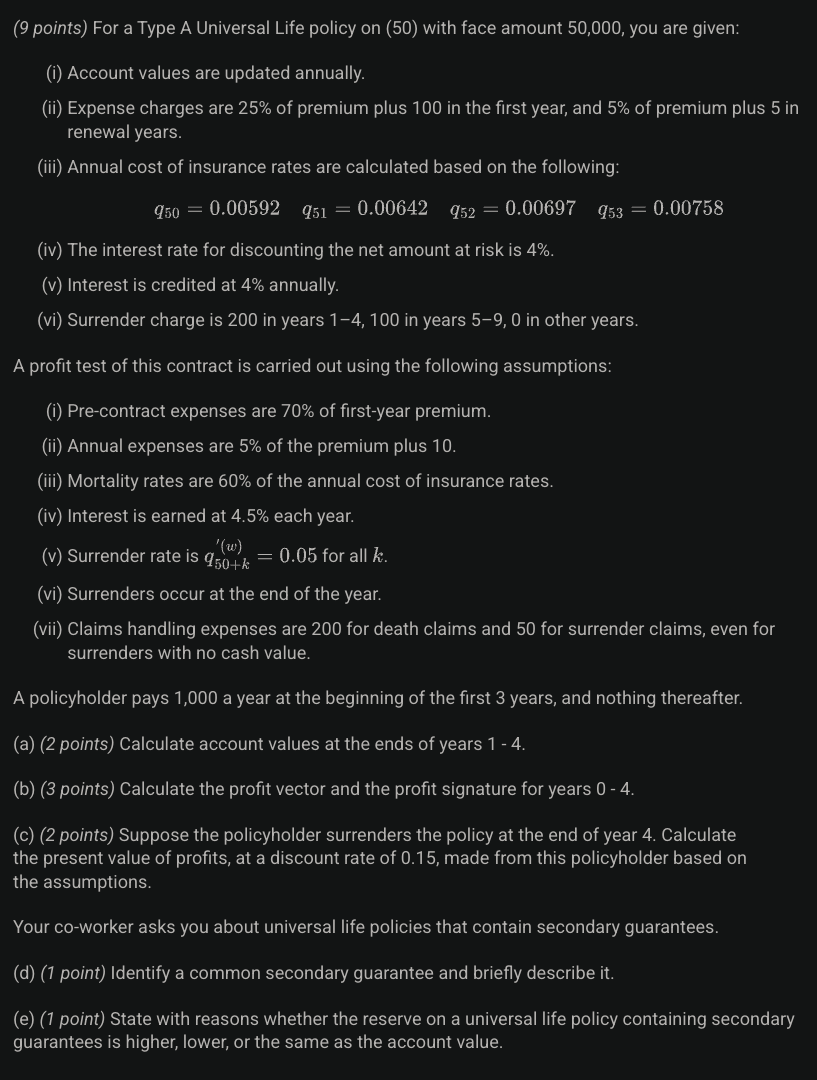 (9 points) For a Type A Universal Life policy on (50) with face amount 50,000, you are given:
(i) Account values are updated annually.
(ii) Expense charges are 25% of premium plus 100 in the first year, and 5% of premium plus 5 in
renewal years.
(iii) Annual cost of insurance rates are calculated based on the following:
q₅₀ = 0.00592 q₅₁ = 0.00642 q₅₂ = 0.00697 q₅₃ = 0.00758
(iv) The interest rate for discounting the net amount at risk is 4%.
(v) Interest is credited at 4% annually.
(vi) Surrender charge is 200 in years 1–4, 100 in years 5–9, 0 in other years.
A profit test of this contract is carried out using the following assumptions:
(i) Pre-contract expenses are 70% of first-year premium.
(ii) Annual expenses are 5% of the premium plus 10.
(iii) Mortality rates are 60% of the annual cost of insurance rates.
(iv) Interest is earned at 4.5% each year.
(v) Surrender rate is q′^{(w)}_{50+k} = 0.05 for all k.
(vi) Surrenders occur at the end of the year.
(vii) Claims handling expenses are 200 for death claims and 50 for surrender claims, even for
surrenders with no cash value.
A policyholder pays 1,000 a year at the beginning of the first 3 years, and nothing thereafter.
(a) (2 points) Calculate account values at the ends of years 1 - 4.
(b) (3 points) Calculate the profit vector and the profit signature for years 0 - 4.
(c) (2 points) Suppose the policyholder surrenders the policy at the end of year 4. Calculate
the present value of profits, at a discount rate of 0.15, made from this policyholder based on
the assumptions.
Your co-worker asks you about universal life policies that contain secondary guarantees.
(d) (1 point) Identify a common secondary guarantee and briefly describe it.
(e) (1 point) State with reasons whether the reserve on a universal life policy containing secondary
guarantees is higher, lower, or the same as the account value.